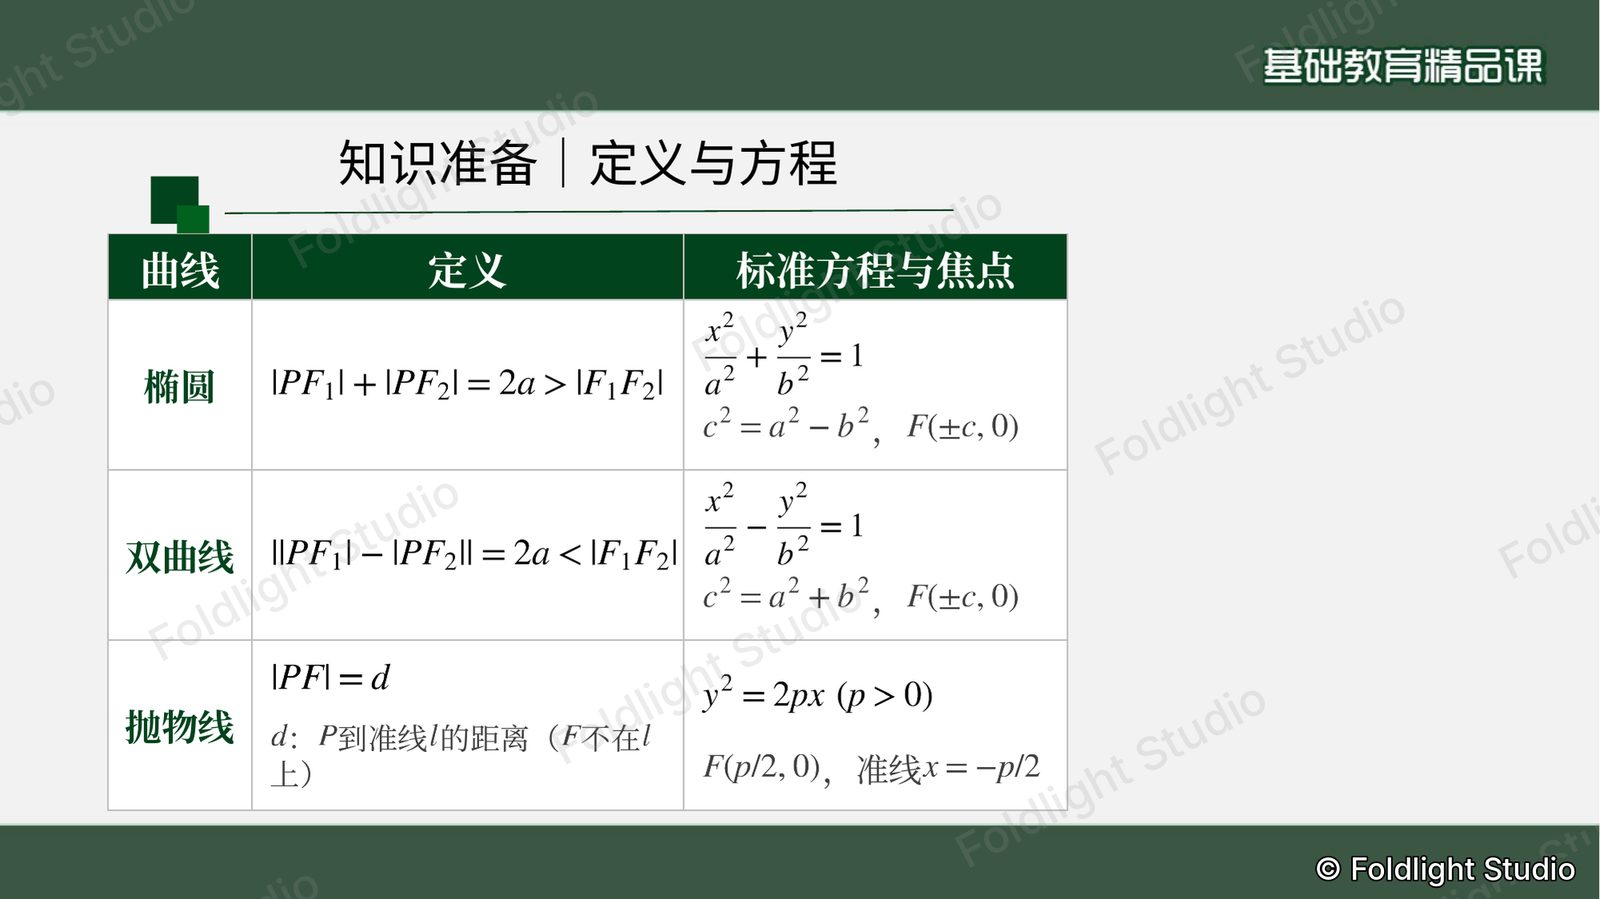 基础教育精品课
知识准备｜定义与方程
曲线 定义 标准方程与焦点
椭圆 |PF₁| + |PF₂| = 2a > |F₁F₂| x²/a² + y²/b² = 1
c² = a² − b²，F(±c, 0)
双曲线 ||PF₁| − |PF₂|| = 2a < |F₁F₂| x²/a² − y²/b² = 1
c² = a² + b²，F(±c, 0)
抛物线 |PF| = d
d：P到准线l的距离（F不在l
上）
y² = 2px (p > 0)
F(p/2, 0)，准线x = −p/2
© Foldlight Studio
Foldlight Studio